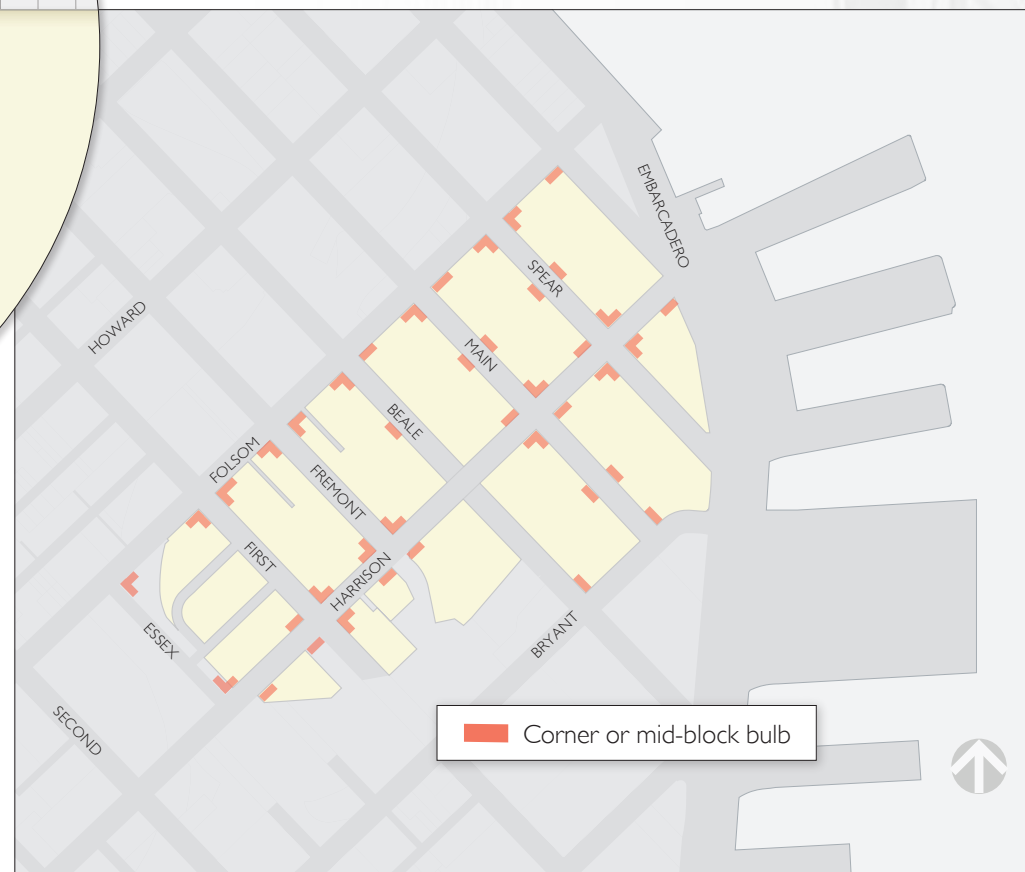 EMBARCADERO
SPEAR
HOWARD
MAIN
BEALE
FOLSOM
FREMONT
FIRST
HARRISON
ESSEX
BRYANT
SECOND
Corner or mid-block bulb